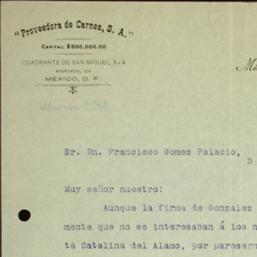 "Proveedora de Carnes, S. A."
CAPITAL: $500,000.00
CUADRANTE DE SAN MIGUEL, 3 y 4
APARTADO, 104
MEXICO, D. F.
Mé
Sr. Dn. Francisco Gomez Palacio,
D
Muy señor nuestro:
Aunque la firma de Gonzalez
mente que no se interesaban á los n
ta Catalina del Alamo, por parecern